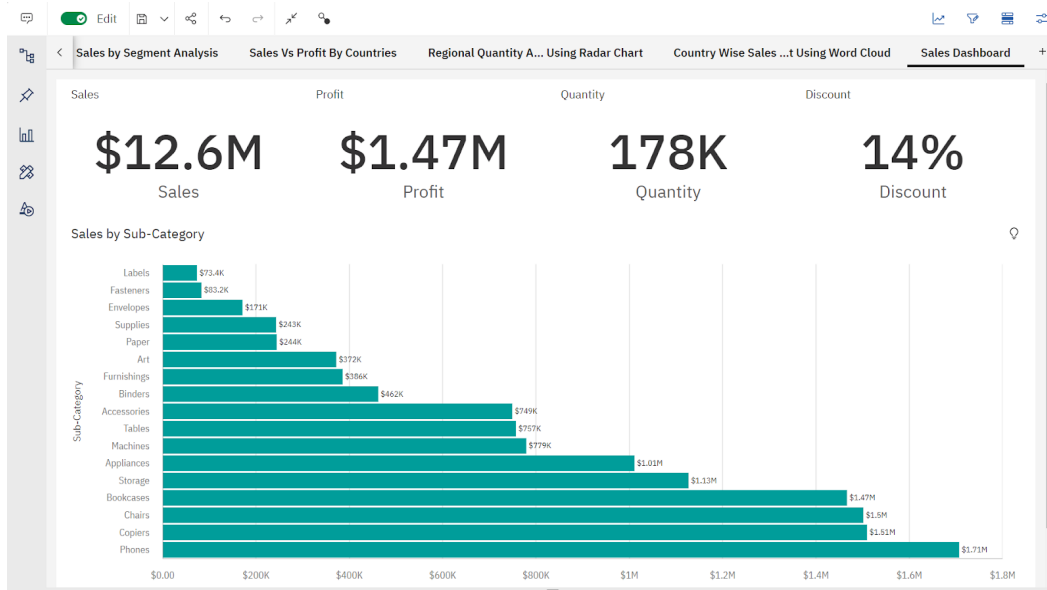 Edit
Sales by Segment Analysis
Sales Vs Profit By Countries
Regional Quantity A... Using Radar Chart
Country Wise Sales ...t Using Word Cloud
Sales Dashboard
Sales
Profit
Quantity
Discount
$12.6M
$1.47M
178K
14%
Sales
Profit
Quantity
Discount
Sales by Sub-Category
Sub-Category
Labels $73.4K
Fasteners $83.2K
Envelopes $171K
Supplies $243K
Paper $244K
Art $372K
Furnishings $386K
Binders $462K
Accessories $749K
Tables $757K
Machines $779K
Appliances $1.01M
Storage $1.13M
Bookcases $1.47M
Chairs $1.5M
Copiers $1.51M
Phones $1.71M
$0.00 $200K $400K $600K $800K $1M $1.2M $1.4M $1.6M $1.8M